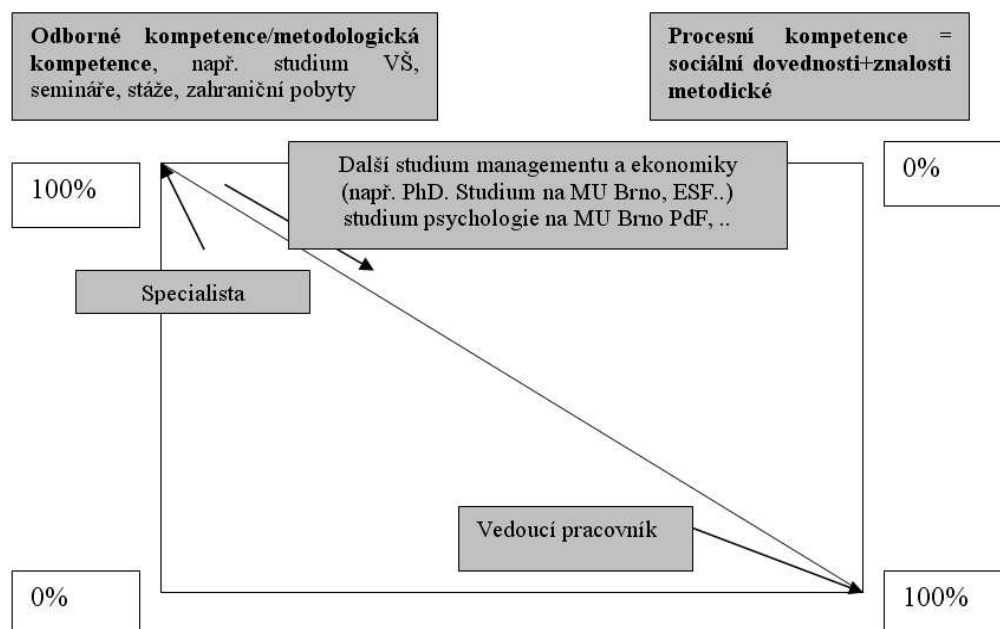 Odborné kompetence/metodologická
kompetence, např. studium VŠ,
semináře, stáže, zahraniční pobyty
Procesní kompetence =
sociální dovednosti+znalosti
metodické
100%
Další studium managementu a ekonomiky
(např. PhD. Studium na MU Brno, ESF..)
studium psychologie na MU Brno PdF, ..
0%
Specialista
Vedoucí pracovník
0%
100%